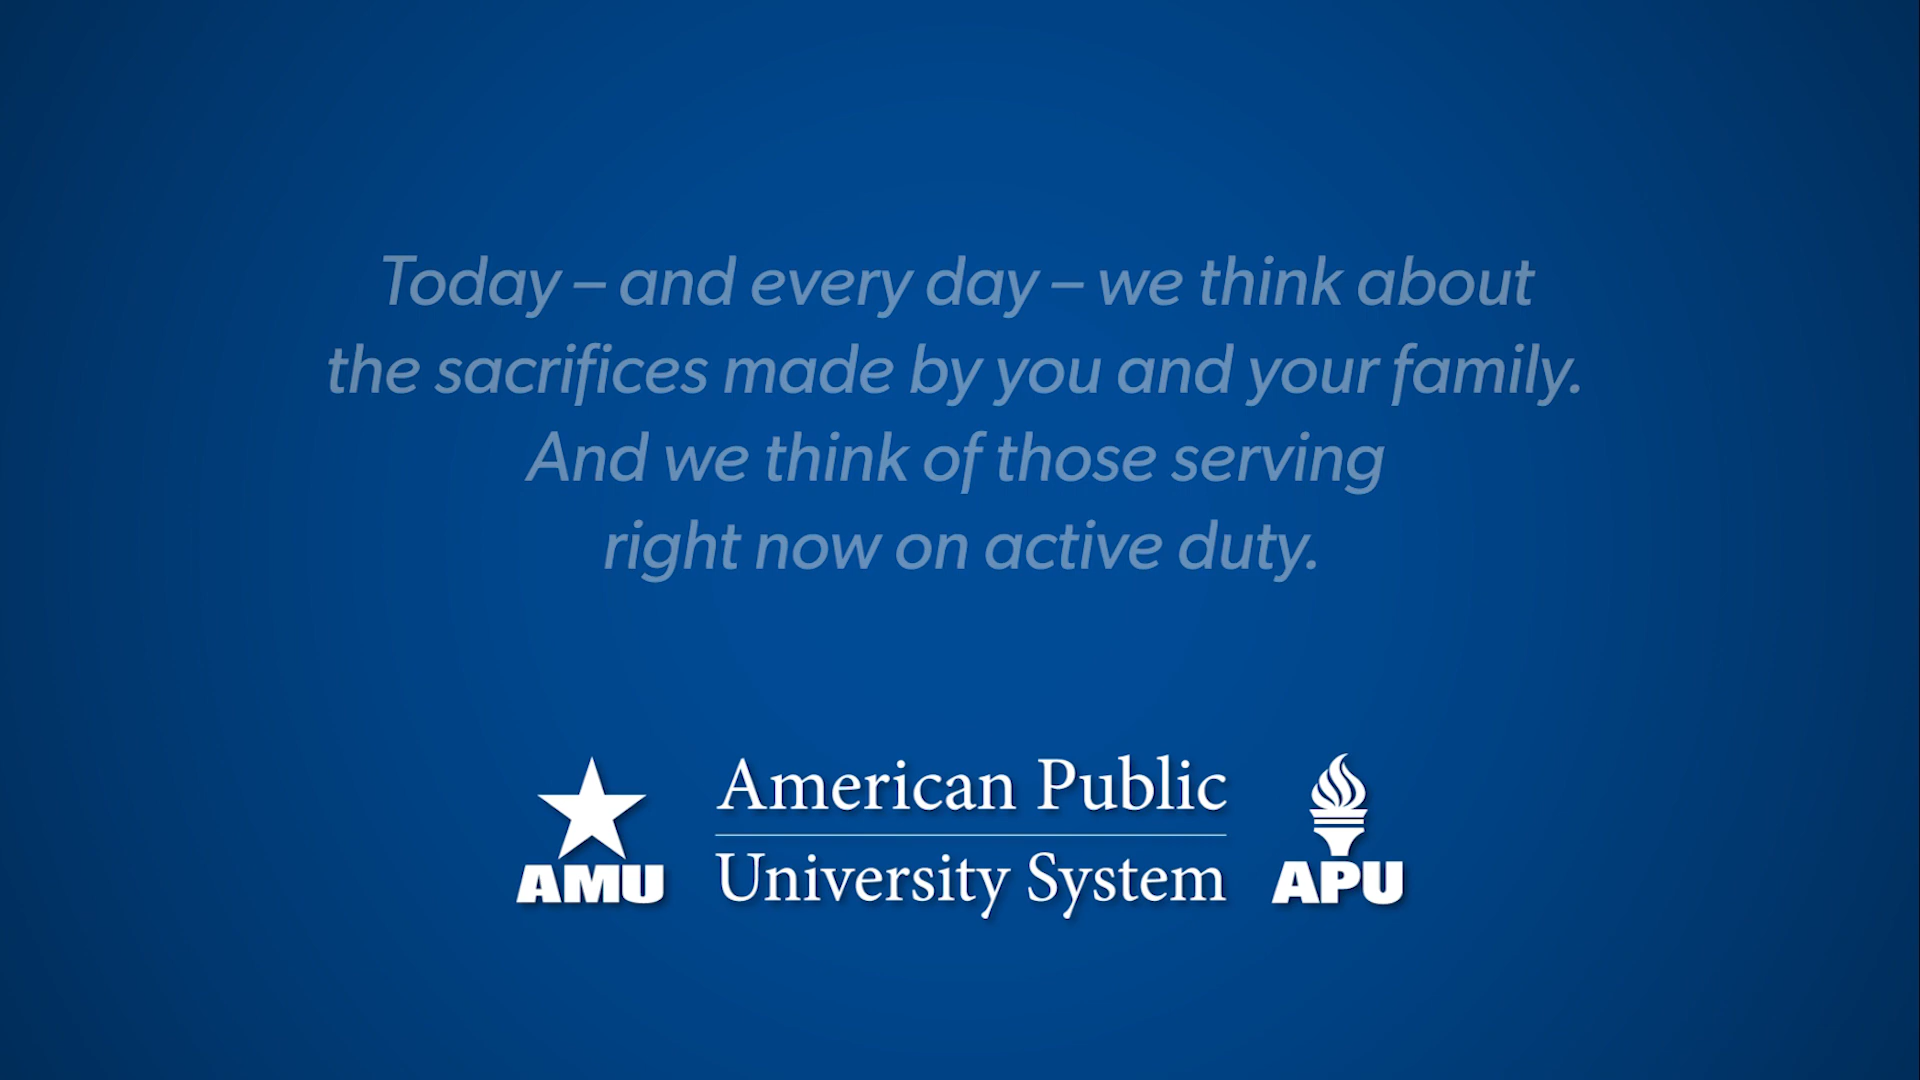 Today – and every day – we think about
the sacrifices made by you and your family.
And we think of those serving
right now on active duty.
AMU
American Public
University System
APU